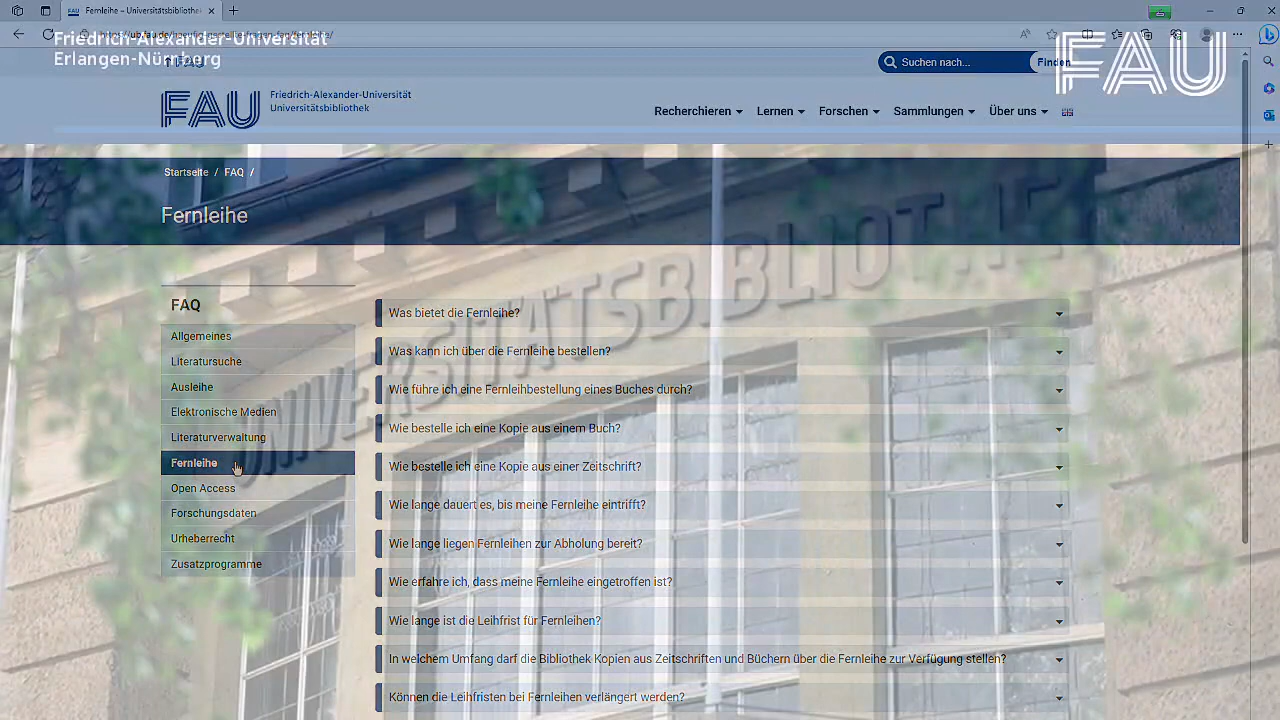 Fernleihe – Universitätsbiblioth
Friedrich-Alexander-Universität
Erlangen-Nürnberg
FAU
Suchen nach...
Finden
FAU
Friedrich-Alexander-Universität
Universitätsbibliothek
Recherchieren
Lernen
Forschen
Sammlungen
Über uns
Startseite / FAQ /
Fernleihe
UNIVERSITÄTSBIBLIOTHE
FAQ
Allgemeines
Literatursuche
Ausleihe
Elektronische Medien
Literaturverwaltung
Fernleihe
Open Access
Forschungsdaten
Urheberrecht
Zusatzprogramme
Was bietet die Fernleihe?
Was kann ich über die Fernleihe bestellen?
Wie führe ich eine Fernleihbestellung eines Buches durch?
Wie bestelle ich eine Kopie aus einem Buch?
Wie bestelle ich eine Kopie aus einer Zeitschrift?
Wie lange dauert es, bis meine Fernleihe eintrifft?
Wie lange liegen Fernleihen zur Abholung bereit?
Wie erfahre ich, dass meine Fernleihe eingetroffen ist?
Wie lange ist die Leihfrist für Fernleihen?
In welchem Umfang darf die Bibliothek Kopien aus Zeitschriften und Büchern über die Fernleihe zur Verfügung stellen?
Können die Leihfristen bei Fernleihen verlängert werden?